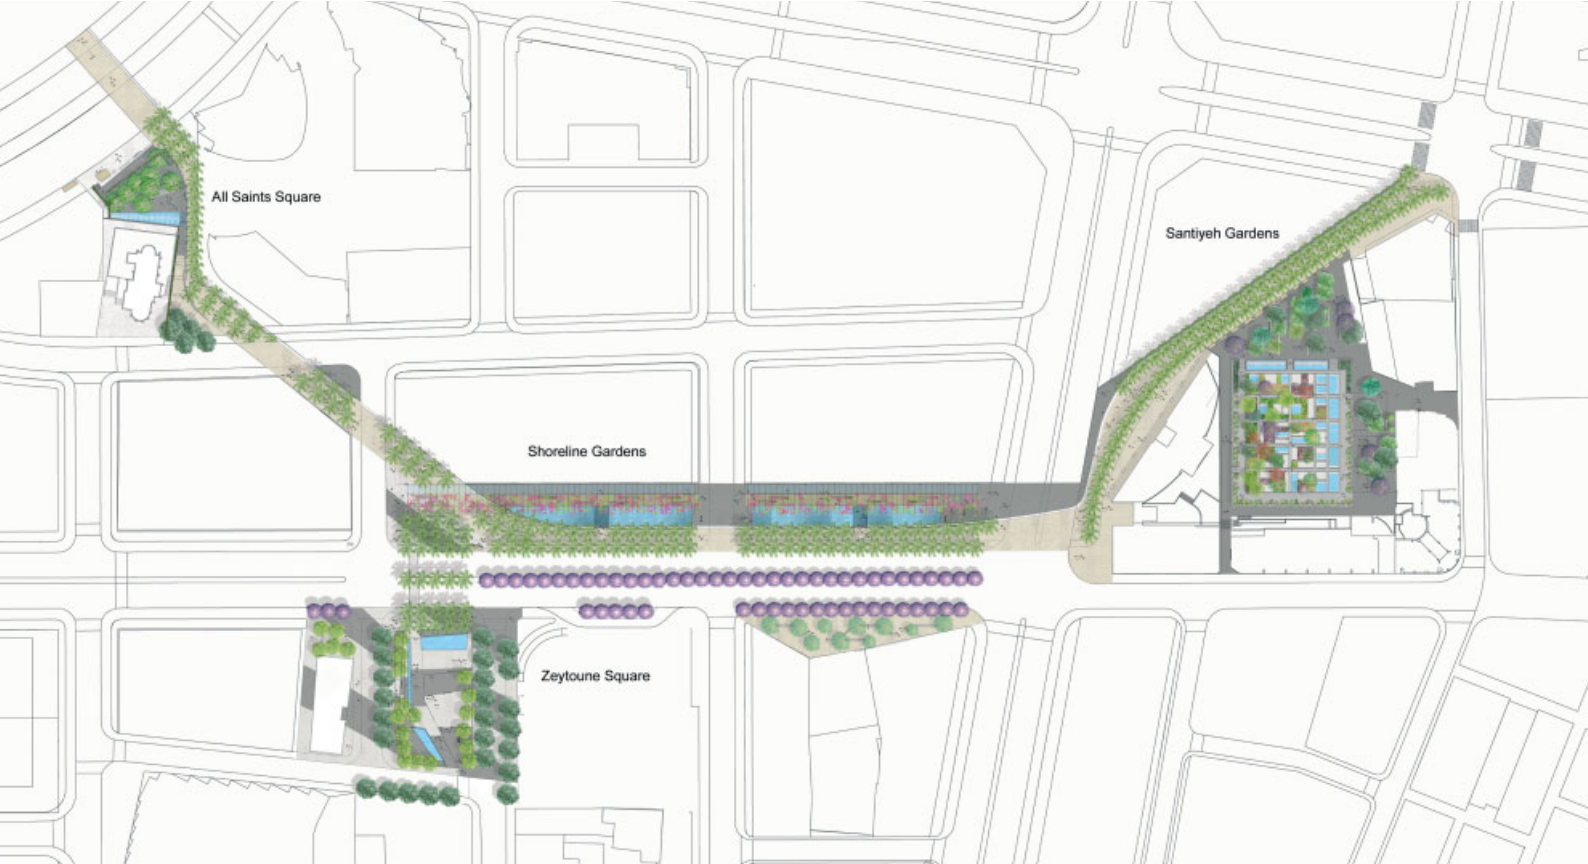 All Saints Square
Santiyeh Gardens
Shoreline Gardens
Zeytoune Square